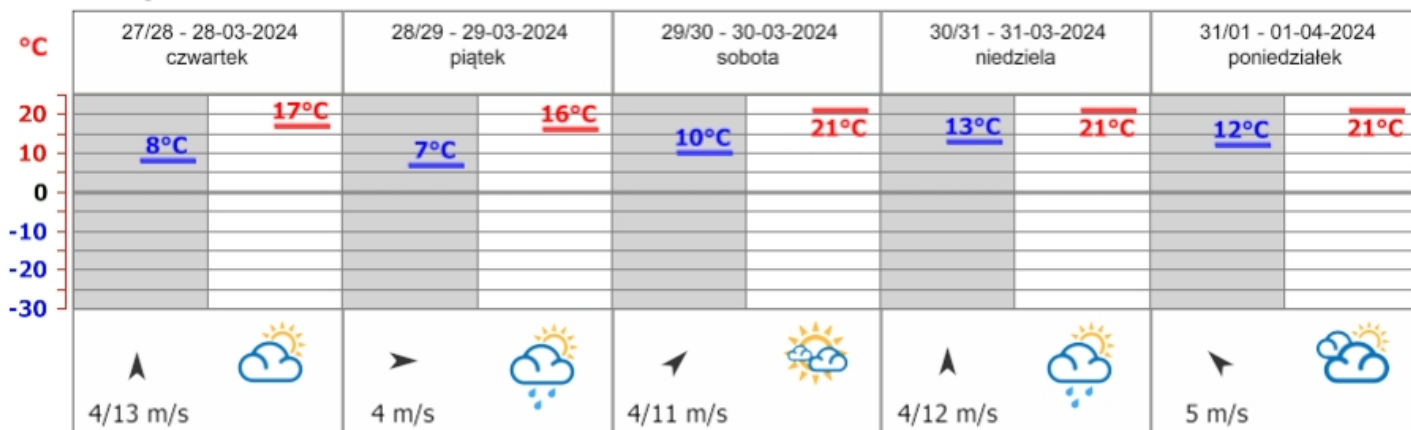 °C
27/28 - 28-03-2024
czwartek
28/29 - 29-03-2024
piątek
29/30 - 30-03-2024
sobota
30/31 - 31-03-2024
niedziela
31/01 - 01-04-2024
poniedziałek
20
10
0
-10
-20
-30
8°C
17°C
7°C
16°C
10°C
21°C
13°C
21°C
12°C
21°C
4/13 m/s
4 m/s
4/11 m/s
4/12 m/s
5 m/s